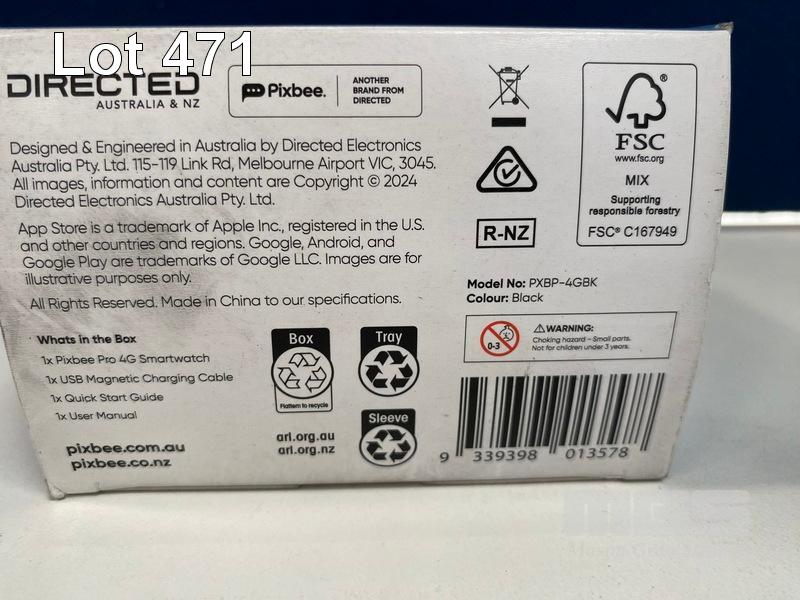 Lot 471
DIRECTED
AUSTRALIA & NZ
Pixbee.
ANOTHER
BRAND FROM
DIRECTED
Designed & Engineered in Australia by Directed Electronics
Australia Pty. Ltd. 115-119 Link Rd, Melbourne Airport VIC, 3045.
All images, information and content are Copyright © 2024
Directed Electronics Australia Pty. Ltd.
App Store is a trademark of Apple Inc., registered in the U.S.
and other countries and regions. Google, Android, and
Google Play are trademarks of Google LLC. Images are for
illustrative purposes only.
All Rights Reserved. Made in China to our specifications.
Whats in the Box
1x Pixbee Pro 4G Smartwatch
1x USB Magnetic Charging Cable
1x Quick Start Guide
1x User Manual
pixbee.com.au
pixbee.co.nz
Box
Flattern to recycle
Tray
Sleeve
arl.org.au
arl.org.nz
R-NZ
®
FSC
www.fsc.org
MIX
Supporting
responsible forestry
FSC® C167949
Model No: PXBP-4GBK
Colour: Black
0-3
⚠WARNING:
Choking hazard – Small parts.
Not for children under 3 years.
9 339398 013578